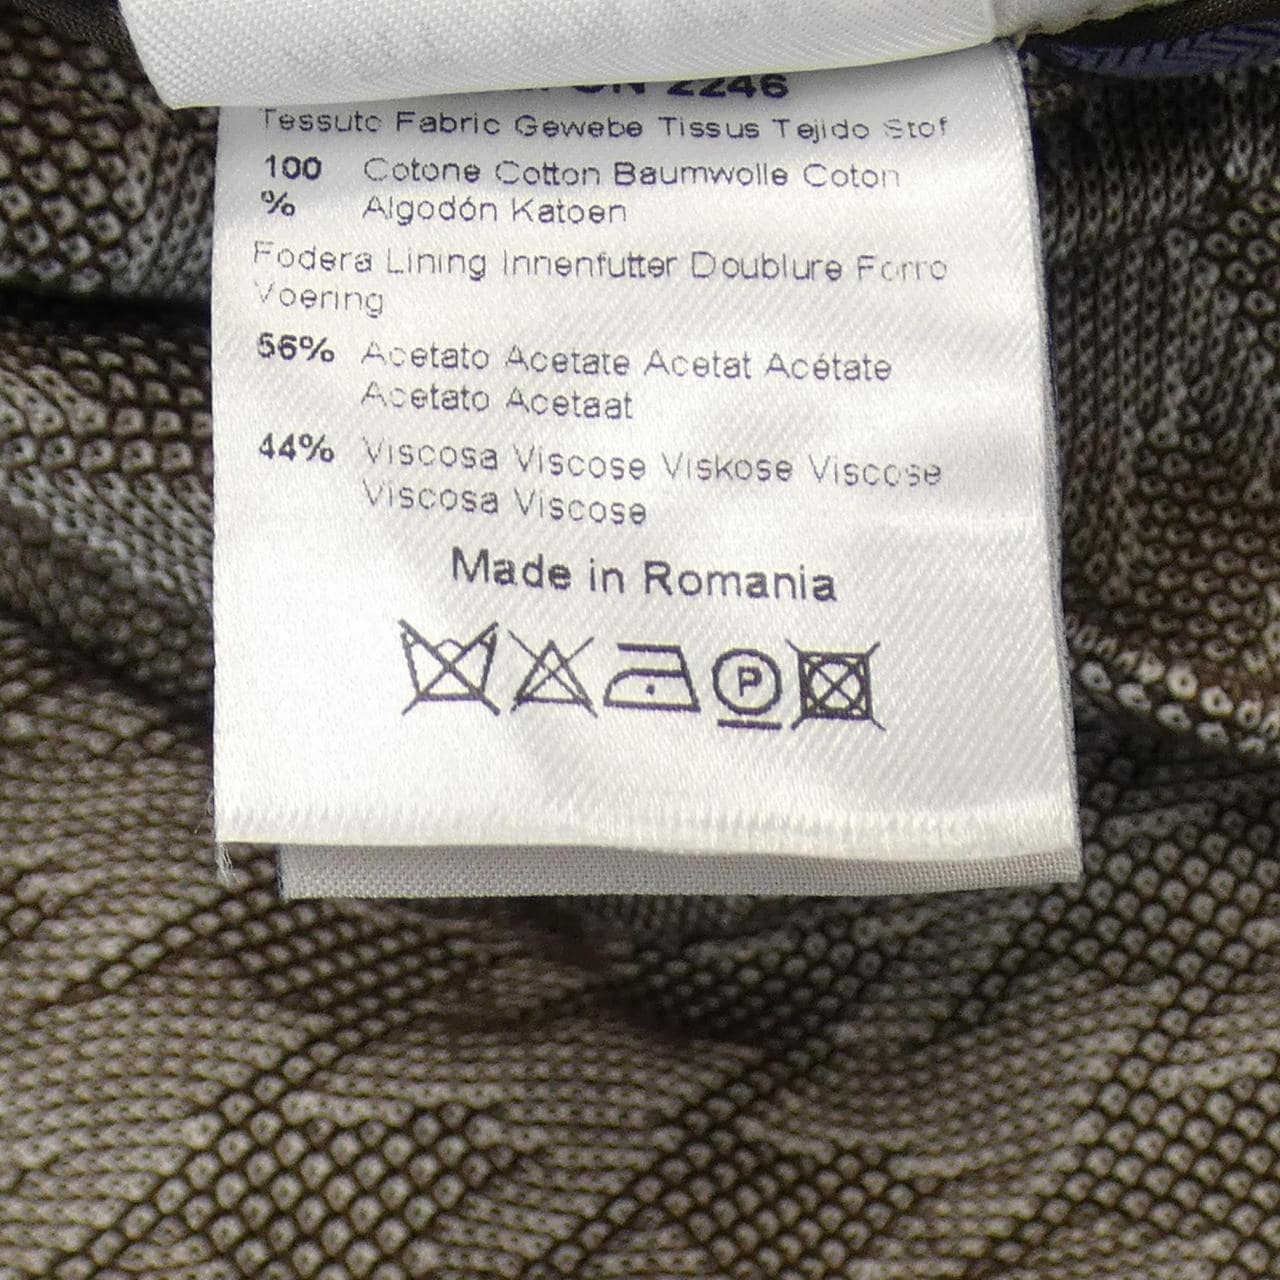 2246
Tessuto Fabric Gewebe Tissus Tejido Stof
100 Cotone Cotton Baumwolle Coton
% Algodón Katoen
Fodera Lining Innenfutter Doublure Forro
Voering
56% Acetato Acetate Acetat Acétate
Acetato Acetaat
44% Viscosa Viscose Viskose Viscose
Viscosa Viscose
Made in Romania
P